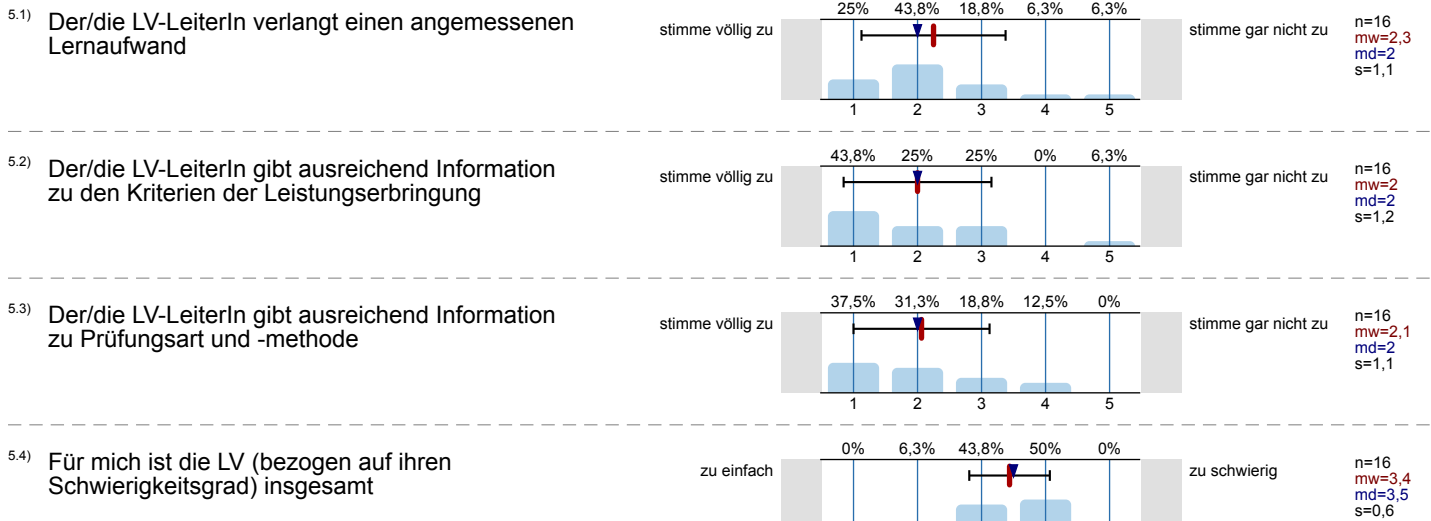 5.1) Der/die LV-LeiterIn verlangt einen angemessenen
Lernaufwand
stimme völlig zu
25% 43,8% 18,8% 6,3% 6,3%
1 2 3 4 5
stimme gar nicht zu
n=16
mw=2,3
md=2
s=1,1
5.2) Der/die LV-LeiterIn gibt ausreichend Information
zu den Kriterien der Leistungserbringung
stimme völlig zu
43,8% 25% 25% 0% 6,3%
1 2 3 4 5
stimme gar nicht zu
n=16
mw=2
md=2
s=1,2
5.3) Der/die LV-LeiterIn gibt ausreichend Information
zu Prüfungsart und -methode
stimme völlig zu
37,5% 31,3% 18,8% 12,5% 0%
1 2 3 4 5
stimme gar nicht zu
n=16
mw=2,1
md=2
s=1,1
5.4) Für mich ist die LV (bezogen auf ihren
Schwierigkeitsgrad) insgesamt
zu einfach
0% 6,3% 43,8% 50% 0%
zu schwierig
n=16
mw=3,4
md=3,5
s=0,6